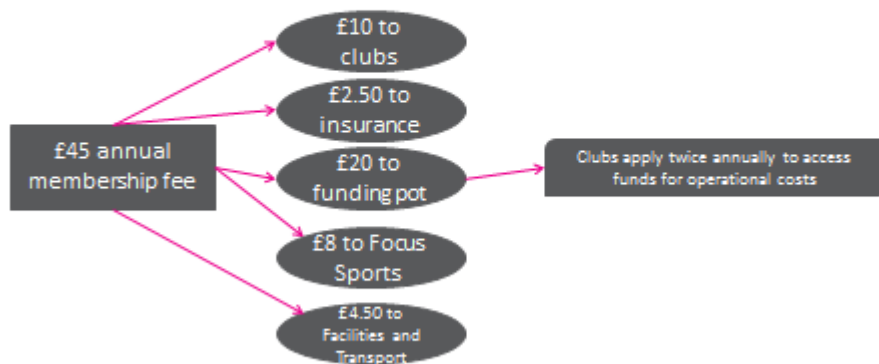 £10 to
clubs
£2.50 to
insurance
£45 annual
membership fee
£20 to
funding pot
Clubs apply twice annually to access
funds for operational costs
£8 to Focus
Sports
£4.50 to
Facilities and
Transport